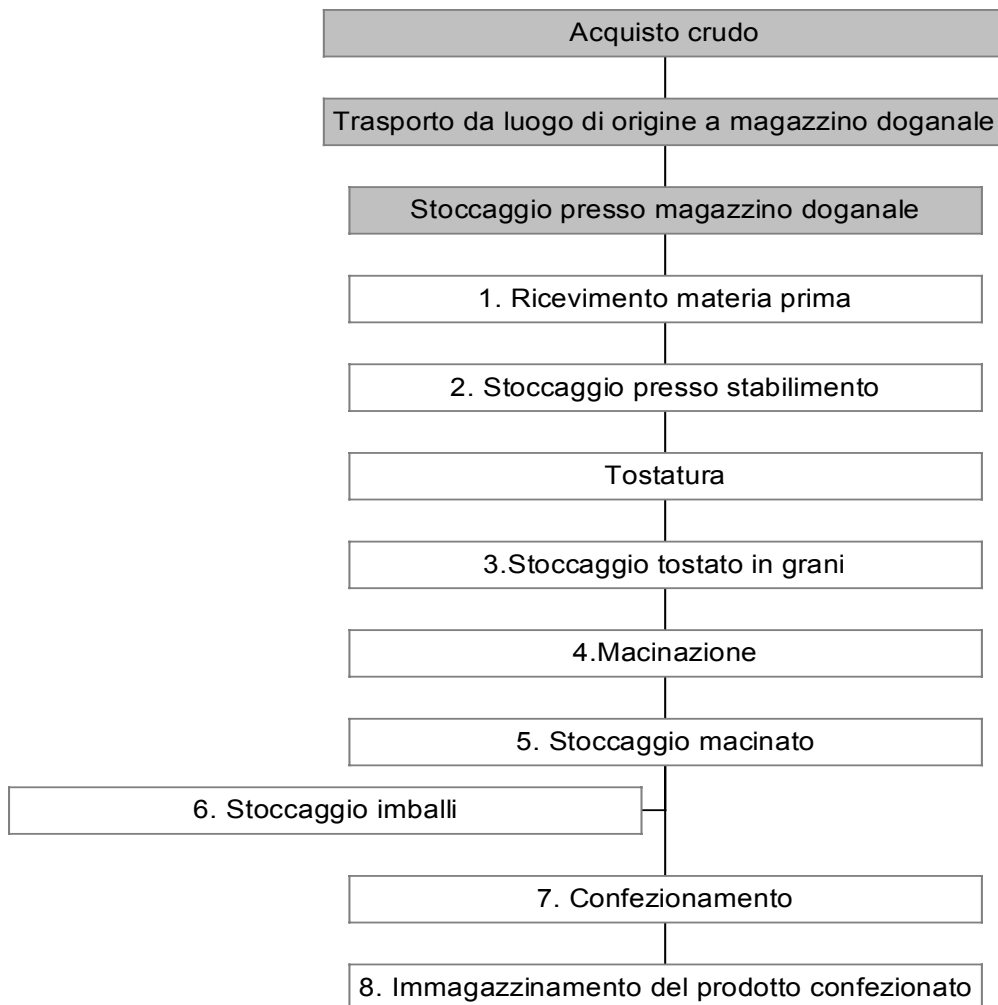 Acquisto crudo
Trasporto da luogo di origine a magazzino doganale
Stoccaggio presso magazzino doganale
1. Ricevimento materia prima
2. Stoccaggio presso stabilimento
Tostatura
3.Stoccaggio tostato in grani
4.Macinazione
5. Stoccaggio macinato
6. Stoccaggio imballi
7. Confezionamento
8. Immagazzinamento del prodotto confezionato